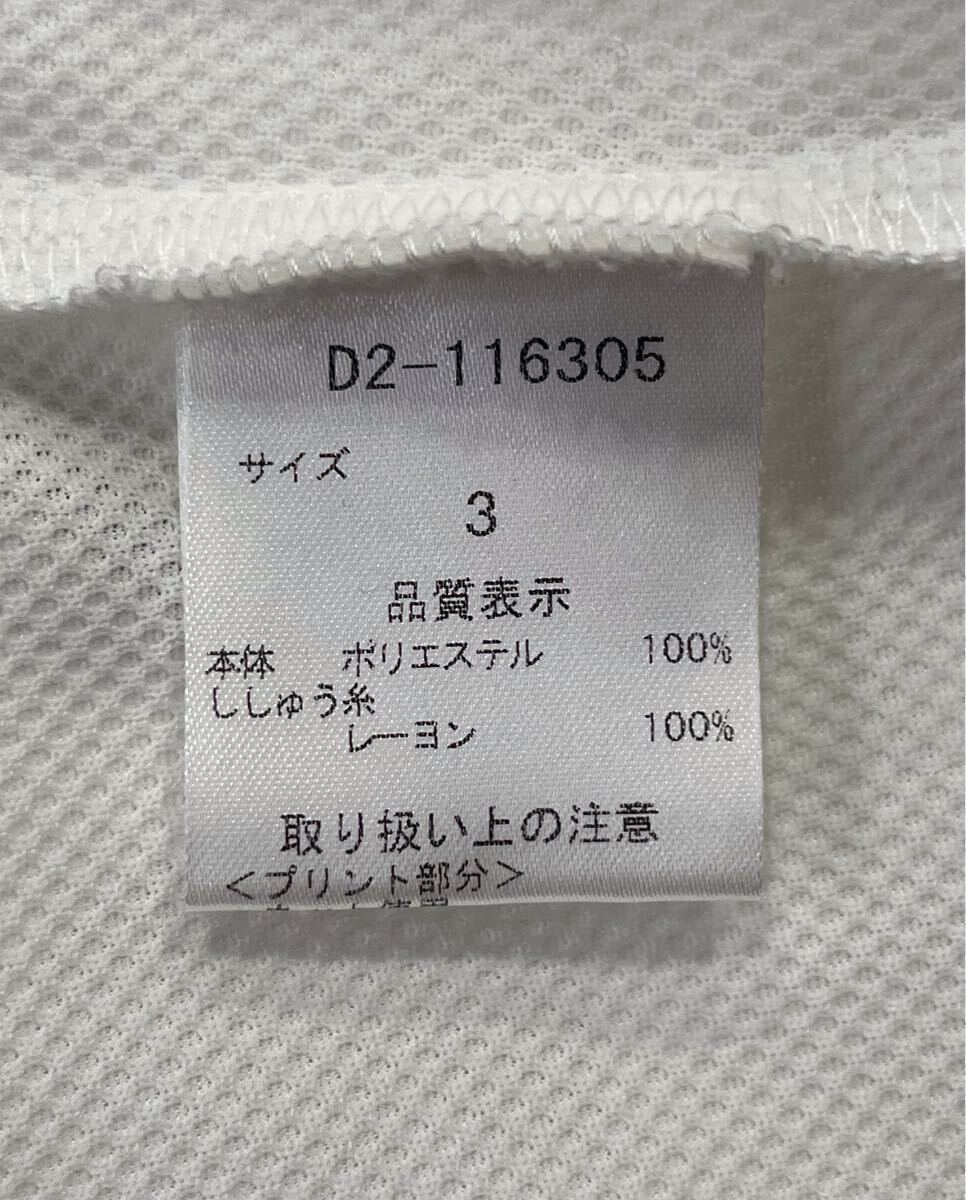 D2-116305
サイズ
3
品質表示
本体 ポリエステル 100%
ししゅう糸
レーヨン 100%
取り扱い上の注意
<プリント部分>